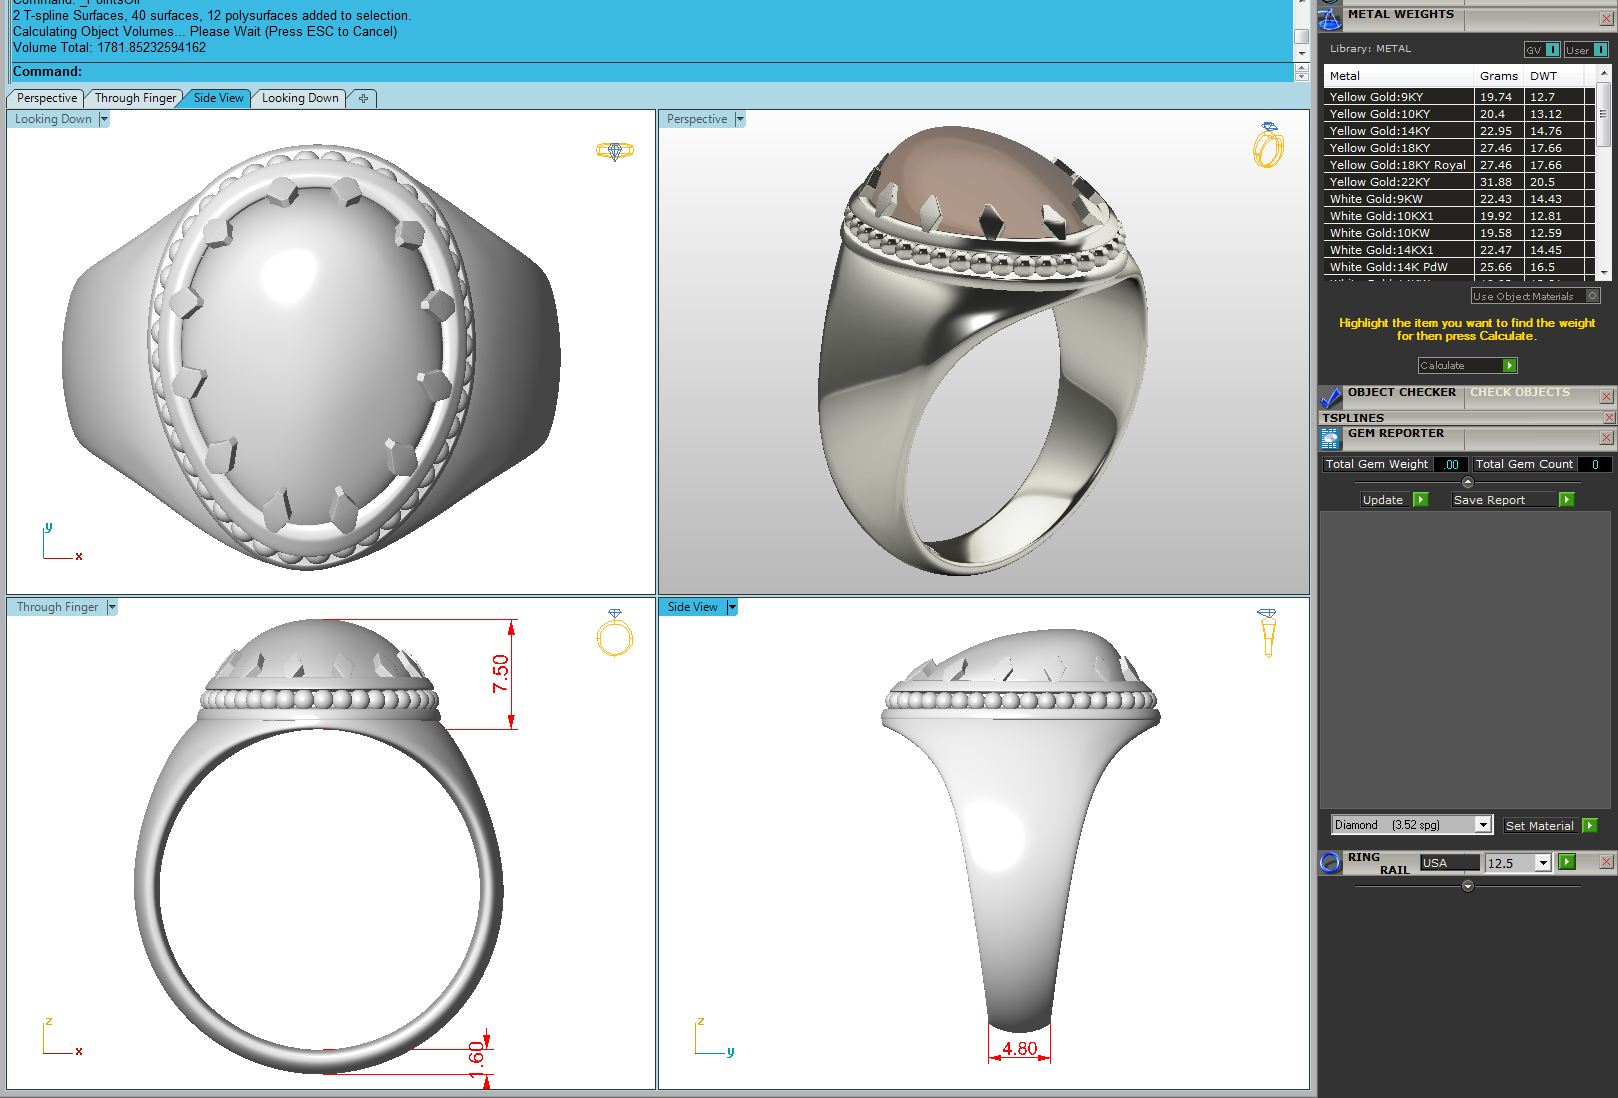 Command: _PointsOn
2 T-spline Surfaces, 40 surfaces, 12 polysurfaces added to selection.
Calculating Object Volumes... Please Wait (Press ESC to Cancel)
Volume Total: 1781.85232594162
Command:
Perspective
Through Finger
Side View
Looking Down
Looking Down
y
x
Perspective
Through Finger
7.50
1.60
z
x
Side View
4.80
z
y
METAL WEIGHTS
Library: METAL
GV
User
Metal Grams DWT
Yellow Gold:9KY 19.74 12.7
Yellow Gold:10KY 20.4 13.12
Yellow Gold:14KY 22.95 14.76
Yellow Gold:18KY 27.46 17.66
Yellow Gold:18KY Royal 27.46 17.66
Yellow Gold:22KY 31.88 20.5
White Gold:9KW 22.43 14.43
White Gold:10KX1 19.92 12.81
White Gold:10KW 19.58 12.59
White Gold:14KX1 22.47 14.45
White Gold:14K PdW 25.66 16.5
Use Object Materials
Highlight the item you want to find the weight
for then press Calculate.
Calculate
OBJECT CHECKER
CHECK OBJECTS
TSPLINES
GEM REPORTER
Total Gem Weight .00 Total Gem Count 0
Update
Save Report
Diamond (3.52 spg)
Set Material
RING
RAIL
USA
12.5